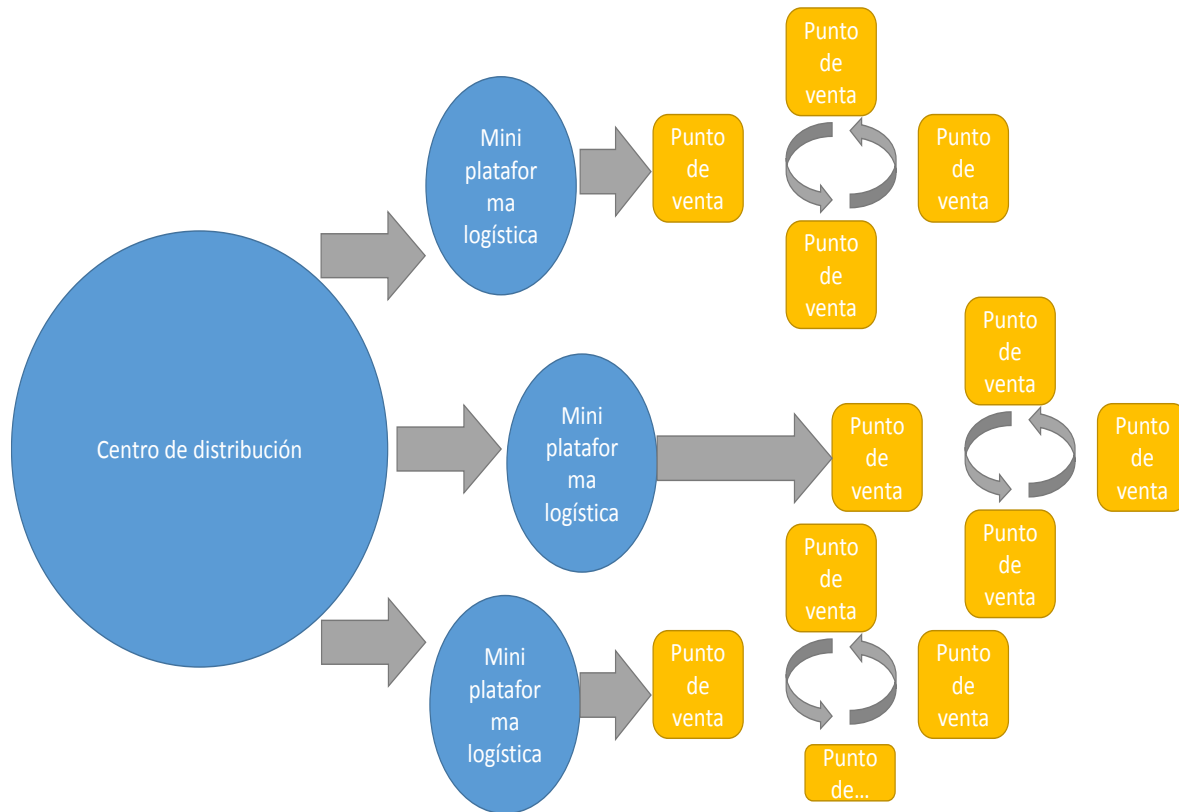 Centro de distribución
Mini
platafor
ma
logística
Punto
de
venta
Punto
de
venta
Punto
de
venta
Punto
de
venta
Mini
platafor
ma
logística
Punto
de
venta
Punto
de
venta
Punto
de
venta
Punto
de
venta
Mini
platafor
ma
logística
Punto
de
venta
Punto
de
venta
Punto
de
venta
Punto
de...